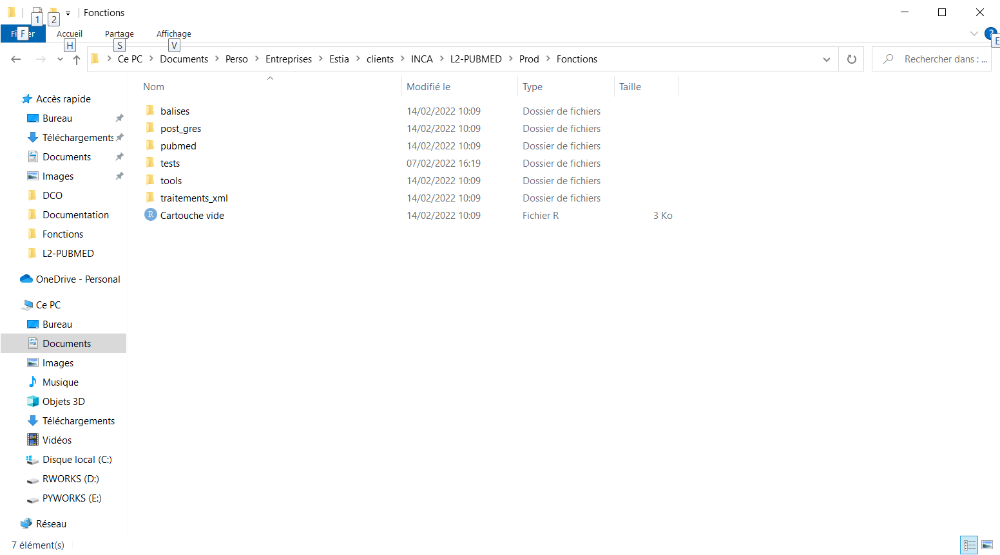 Fonctions
1 2
Fichier Accueil Partage Affichage
F H S V E
Ce PC Documents Perso Entreprises Estia clients INCA L2-PUBMED Prod Fonctions
Rechercher dans : ...
Nom Modifié le Type Taille
Accès rapide
Bureau
Téléchargements
Documents
Images
DCO
Documentation
Fonctions
L2-PUBMED
OneDrive - Personal
Ce PC
Bureau
Documents
Images
Musique
Objets 3D
Téléchargements
Vidéos
Disque local (C:)
RWORKS (D:)
PYWORKS (E:)
Réseau
balises 14/02/2022 10:09 Dossier de fichiers
post_gres 14/02/2022 10:09 Dossier de fichiers
pubmed 14/02/2022 10:09 Dossier de fichiers
tests 07/02/2022 16:19 Dossier de fichiers
tools 14/02/2022 10:09 Dossier de fichiers
traitements_xml 14/02/2022 10:09 Dossier de fichiers
R Cartouche vide 14/02/2022 10:09 Fichier R 3 Ko
7 élément(s)